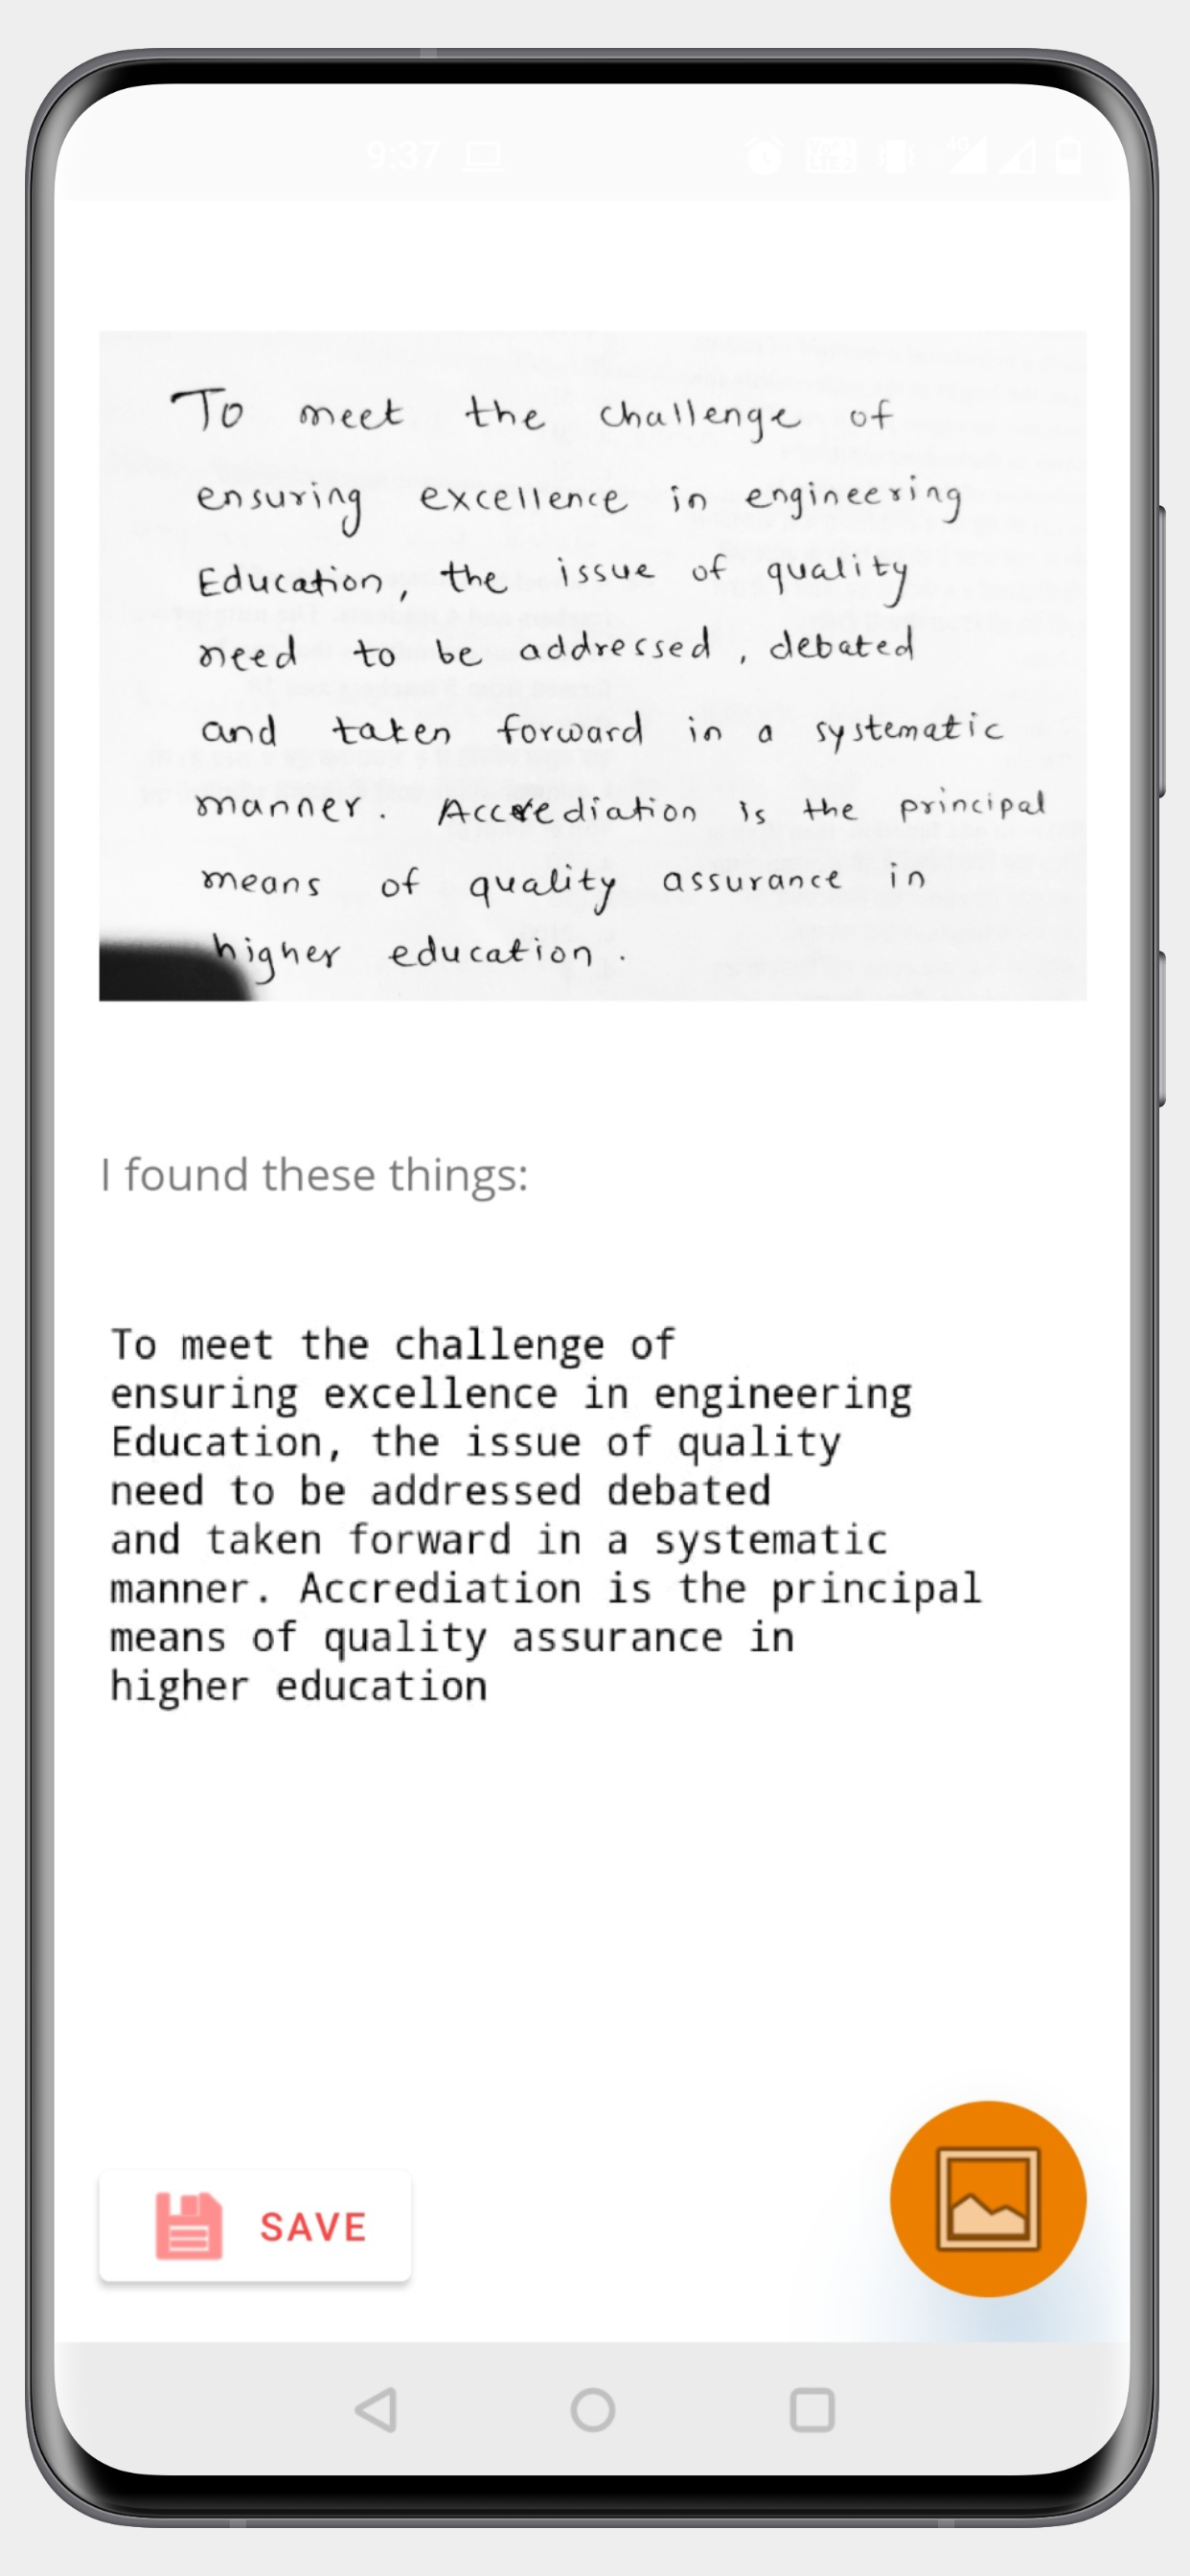 9:37
4G
To meet the challenge of
ensuring excellence in engineering
Education, the issue of quality
need to be addressed, debated
and taken forward in a systematic
manner. Accrediation is the principal
means of quality assurance in
higher education.
I found these things:
To meet the challenge of
ensuring excellence in engineering
Education, the issue of quality
need to be addressed debated
and taken forward in a systematic
manner. Accrediation is the principal
means of quality assurance in
higher education
SAVE